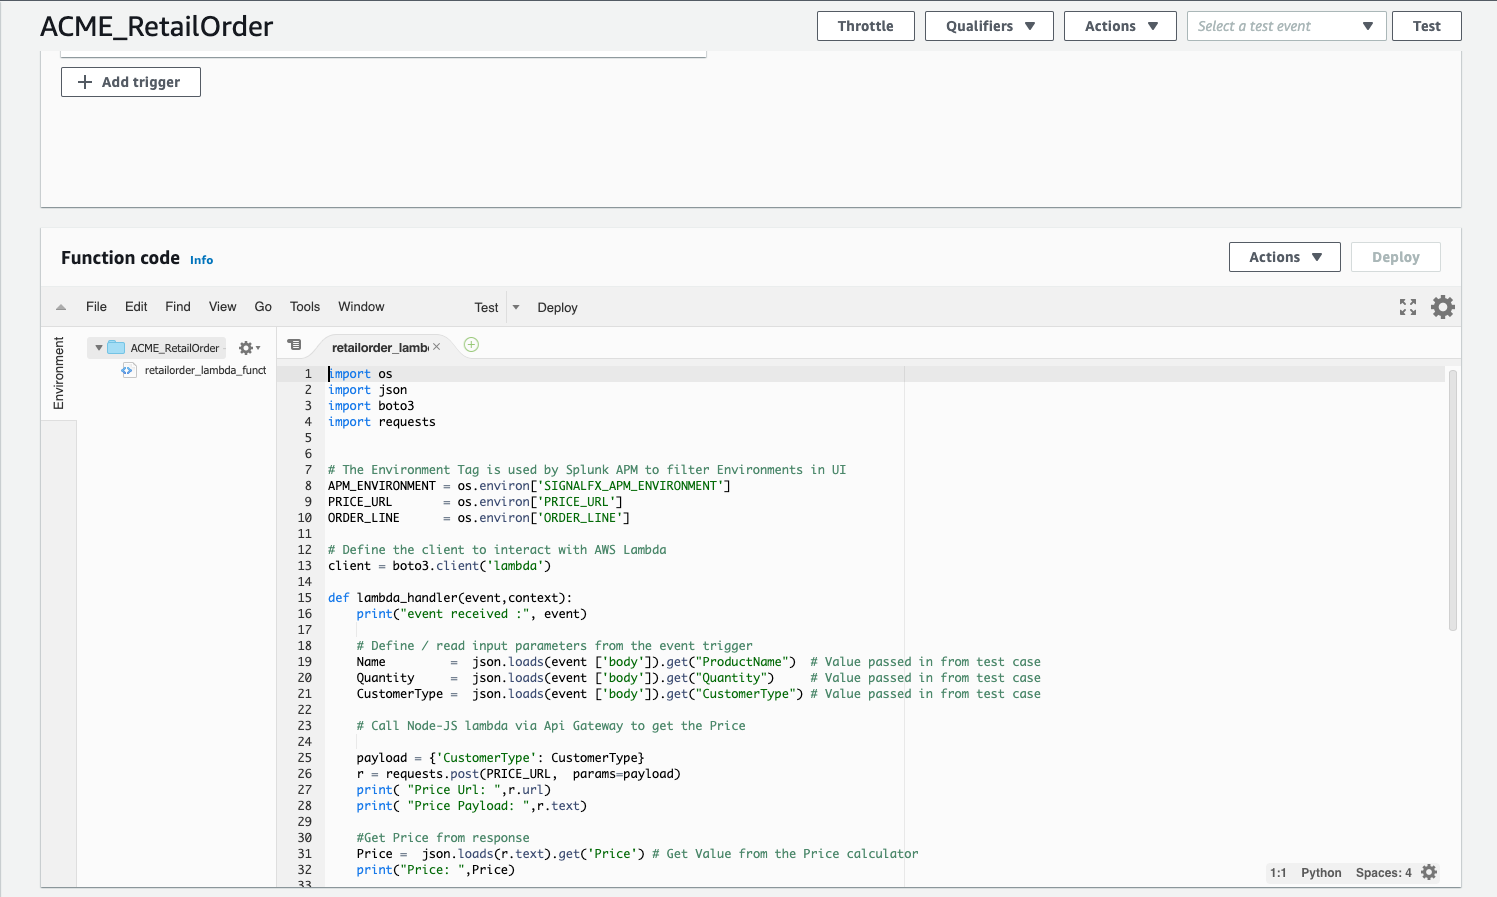 ACME_RetailOrder
Throttle
Qualifiers
Actions
Select a test event
Test
Add trigger
Function code Info
Actions
Deploy
File Edit Find View Go Tools Window Test Deploy
Environment
ACME_RetailOrder
retailorder_lambda_funct
retailorder_lamb
1 import os
2 import json
3 import boto3
4 import requests
5
6
7 # The Environment Tag is used by Splunk APM to filter Environments in UI
8 APM_ENVIRONMENT = os.environ['SIGNALFX_APM_ENVIRONMENT']
9 PRICE_URL       = os.environ['PRICE_URL']
10 ORDER_LINE      = os.environ['ORDER_LINE']
11
12 # Define the client to interact with AWS Lambda
13 client = boto3.client('lambda')
14
15 def lambda_handler(event,context):
16     print("event received :", event)
17
18     # Define / read input parameters from the event trigger
19     Name         =  json.loads(event ['body']).get("ProductName")  # Value passed in from test case
20     Quantity     =  json.loads(event ['body']).get("Quantity")     # Value passed in from test case
21     CustomerType =  json.loads(event ['body']).get("CustomerType") # Value passed in from test case
22
23     # Call Node-JS lambda via Api Gateway to get the Price
24
25     payload = {'CustomerType': CustomerType}
26     r = requests.post(PRICE_URL,  params=payload)
27     print( "Price Url: ",r.url)
28     print( "Price Payload: ",r.text)
29
30     #Get Price from response
31     Price =  json.loads(r.text).get('Price') # Get Value from the Price calculator
32     print("Price: ",Price)
33
1:1 Python Spaces: 4